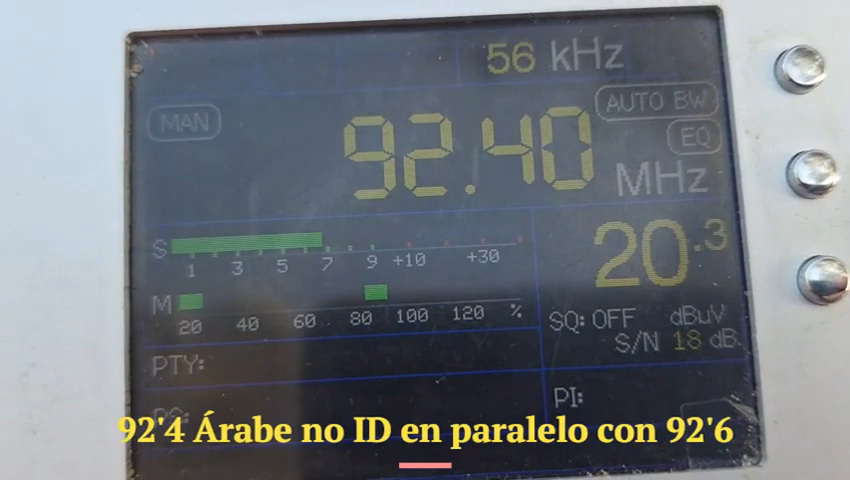 56 kHz
AUTO BW
MAN
92.40
EQ
MHz
S
1 3 5 7 9 +10 +30
20.3
M
20 40 60 80 100 120 %
SQ: OFF dBuV
S/N 18 dB
PTY:
PI:
PS:
92'4 Árabe no ID en paralelo con 92'6